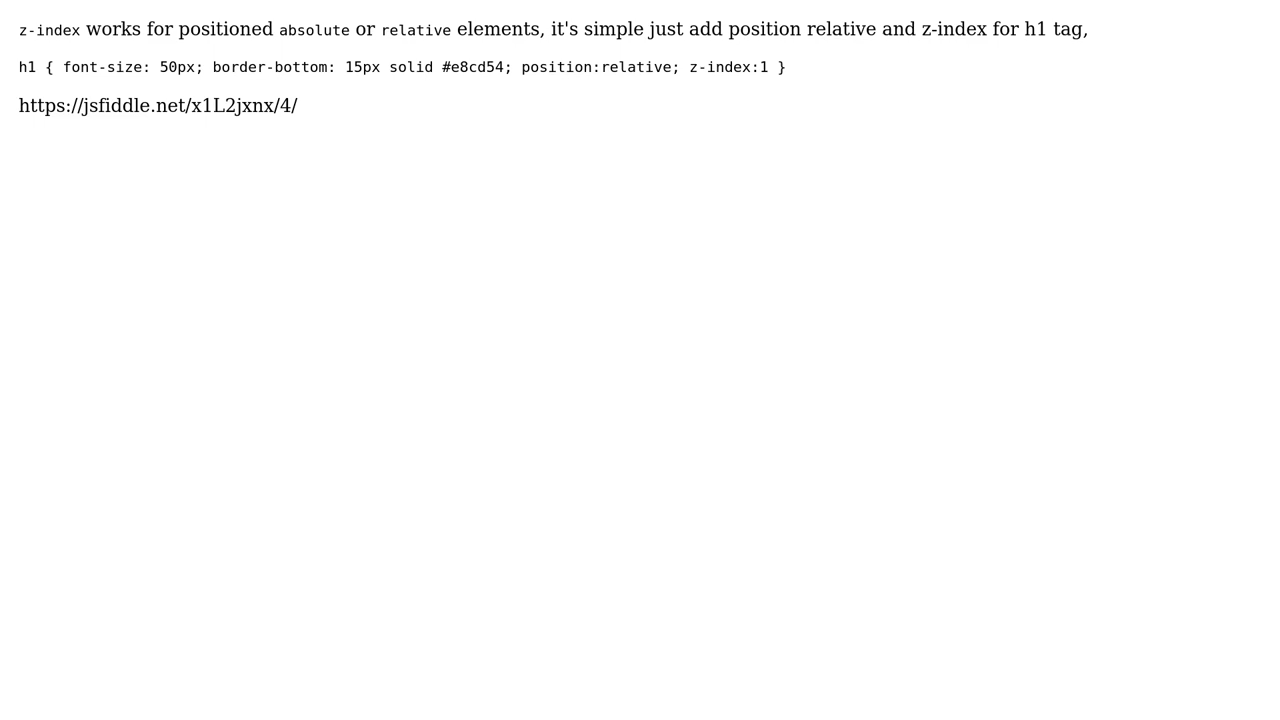 z-index works for positioned absolute or relative elements, it's simple just add position relative and z-index for h1 tag,
h1 { font-size: 50px; border-bottom: 15px solid #e8cd54; position:relative; z-index:1 }
https://jsfiddle.net/x1L2jxnx/4/